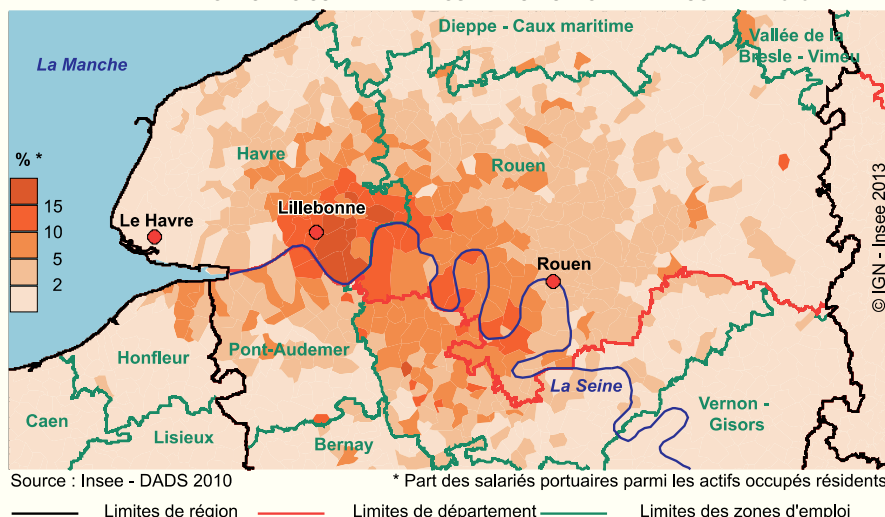 Dieppe - Caux maritime
Vallée de la
Bresle - Vimeu
La Manche
% *
Havre
Rouen
15
10
5
2
Le Havre
Lillebonne
Rouen
© IGN - Insee 2013
Honfleur
Pont-Audemer
La Seine
Vernon -
Gisors
Caen
Lisieux
Bernay
Source : Insee - DADS 2010
* Part des salariés portuaires parmi les actifs occupés résidents
Limites de région
Limites de département
Limites des zones d'emploi